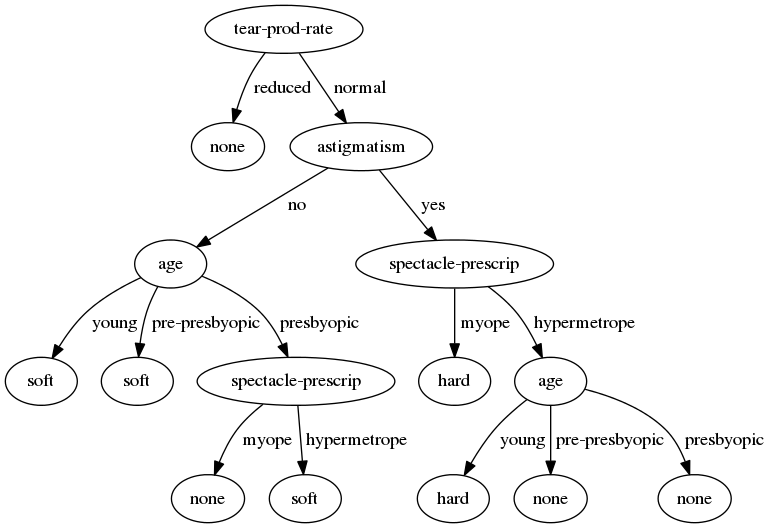 tear-prod-rate
reduced
normal
none
astigmatism
no
yes
age
spectacle-prescrip
young
pre-presbyopic
presbyopic
myope
hypermetrope
soft
soft
spectacle-prescrip
hard
age
myope
hypermetrope
young
pre-presbyopic
presbyopic
none
soft
hard
none
none